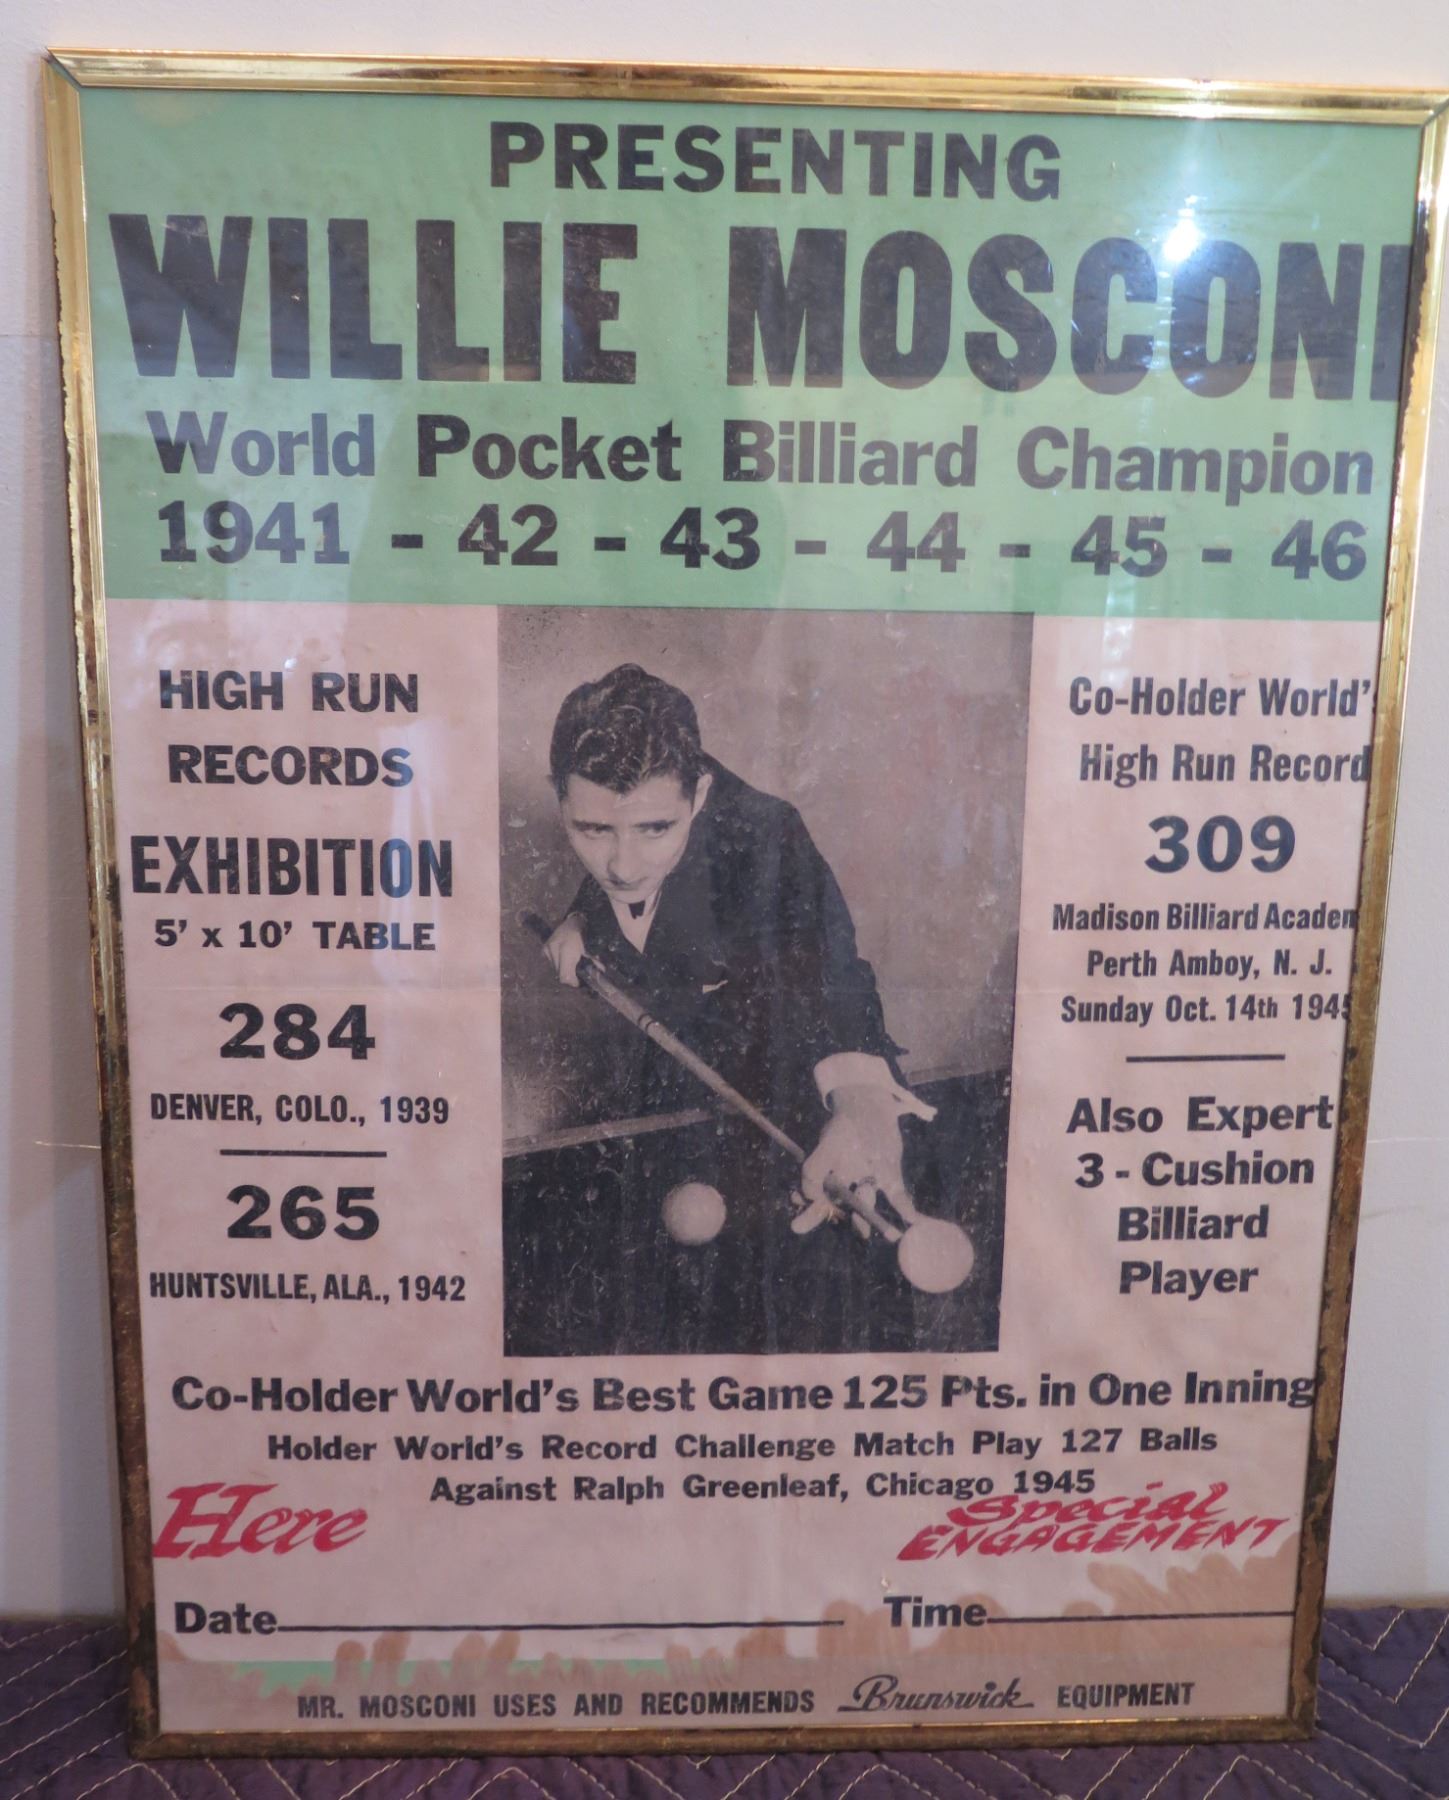 PRESENTING
WILLIE MOSCONI
World Pocket Billiard Champion
1941 - 42 - 43 - 44 - 45 - 46
HIGH RUN
RECORDS
EXHIBITION
5' x 10' TABLE
284
DENVER, COLO., 1939
265
HUNTSVILLE, ALA., 1942
Co-Holder World'
High Run Record
309
Madison Billiard Academ
Perth Amboy, N. J.
Sunday Oct. 14th 1945
Also Expert
3 - Cushion
Billiard
Player
Co-Holder World's Best Game 125 Pts. in One Inning
Holder World's Record Challenge Match Play 127 Balls
Against Ralph Greenleaf, Chicago 1945
Here
Special
ENGAGEMENT
Date
Time
MR. MOSCONI USES AND RECOMMENDS Brunswick EQUIPMENT